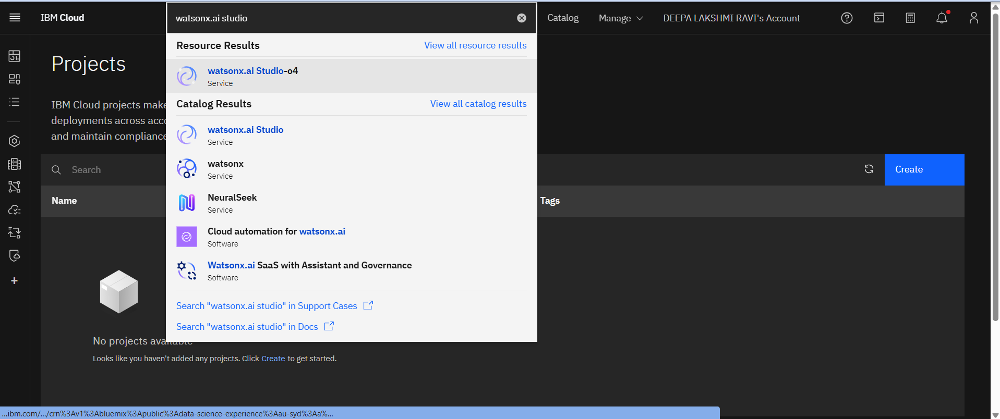 IBM Cloud
watsonx.ai studio
Catalog
Manage
DEEPA LAKSHMI RAVI's Account
Resource Results
View all resource results
watsonx.ai Studio-o4
Service
Catalog Results
View all catalog results
watsonx.ai Studio
Service
watsonx
Service
NeuralSeek
Service
Cloud automation for watsonx.ai
Software
Watsonx.ai SaaS with Assistant and Governance
Software
Search "watsonx.ai studio" in Support Cases
Search "watsonx.ai studio" in Docs
Projects
IBM Cloud projects make
deployments across acc
and maintain compliance
Search
Create
Name
Tags
No projects available
Looks like you haven't added any projects. Click Create to get started.
...ibm.com/.../crn%3Av1%3Abluemix%3Apublic%3Adata-science-experience%3Aau-syd%3Aa%...